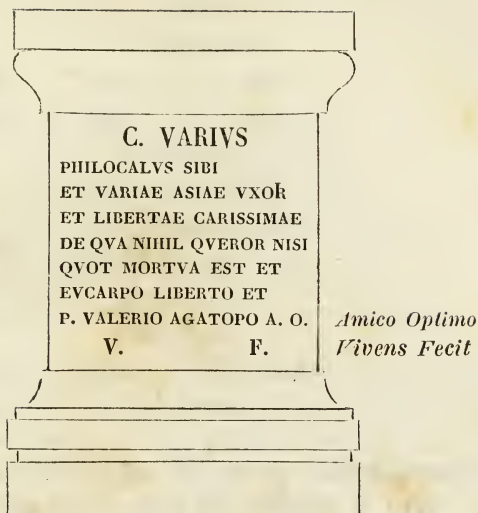 C. VARIVS
PHILOCALVS SIBI
ET VARIAE ASIAE VXOR
ET LIBERTAE CARISSIMAE
DE QVA NIHIL QVEROR NISI
QVOT MORTVA EST ET
EVCARPO LIBERTO ET
P. VALERIO AGATOPO A. O. Amico Optimo
V. F. Vivens Fecit